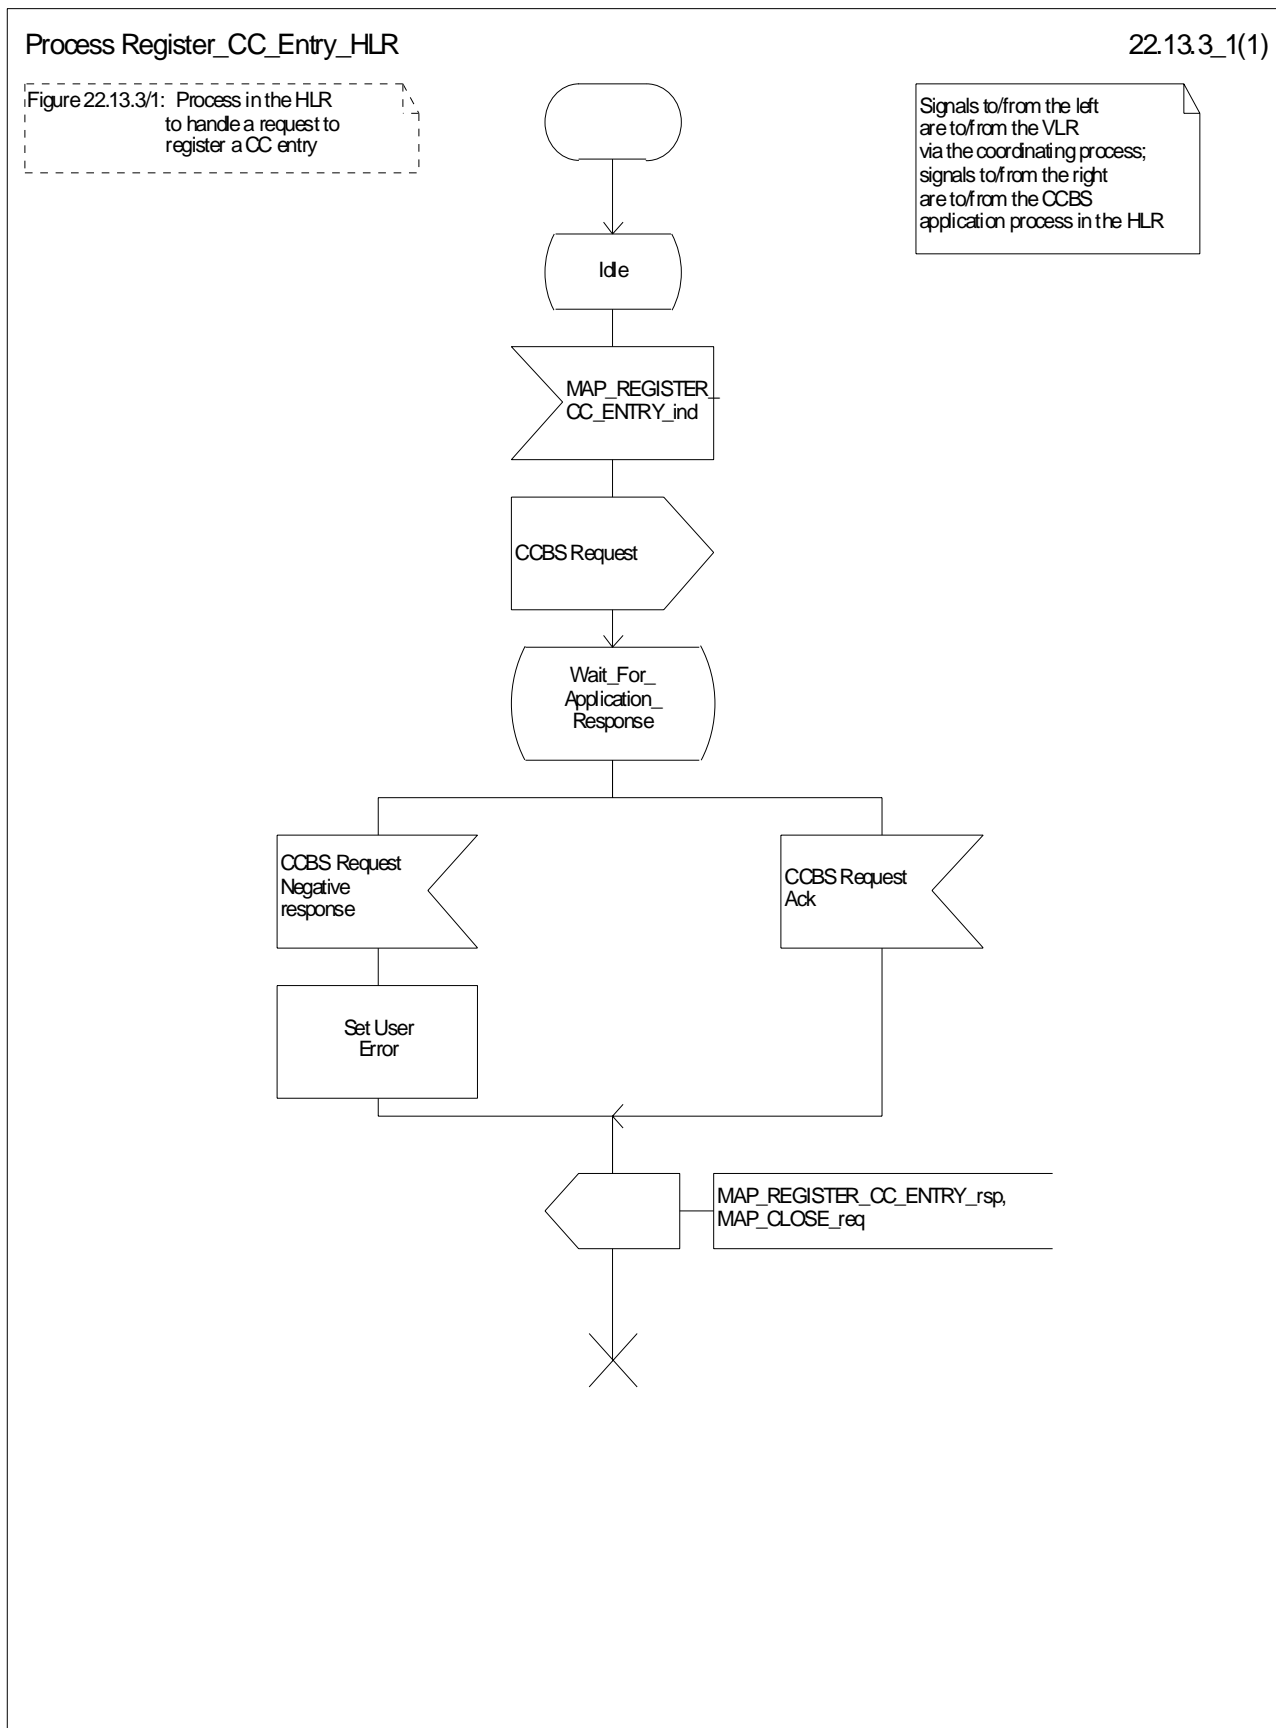 Process Register_CC_Entry_HLR
22.13.3_1(1)
Figure 22.13.3/1: Process in the HLR
to handle a request to
register a CC entry
Signals to/from the left
are to/from the VLR
via the coordinating process;
signals to/from the right
are to/from the CCBS
application process in the HLR
Idle
MAP_REGISTER_
CC_ENTRY_ind
CCBS Request
Wait_For_
Application_
Response
CCBS Request
Negative
response
CCBS Request
Ack
Set User
Error
MAP_REGISTER_CC_ENTRY_rsp,
MAP_CLOSE_req